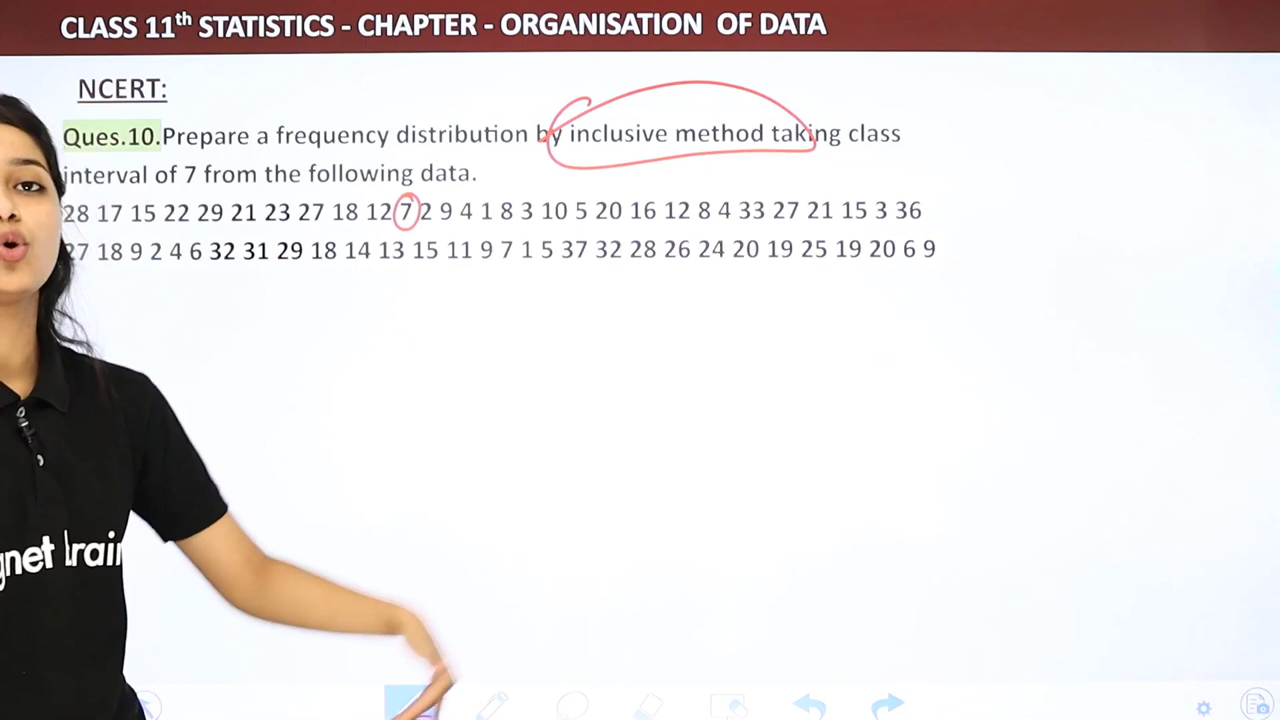 CLASS 11th STATISTICS - CHAPTER - ORGANISATION OF DATA
NCERT:
Ques.10.Prepare a frequency distribution by inclusive method taking class
interval of 7 from the following data.
28 17 15 22 29 21 23 27 18 12 7 2 9 4 1 8 3 10 5 20 16 12 8 4 33 27 21 15 3 36
27 18 9 2 4 6 32 31 29 18 14 13 15 11 9 7 1 5 37 32 28 26 24 20 19 25 19 20 6 9